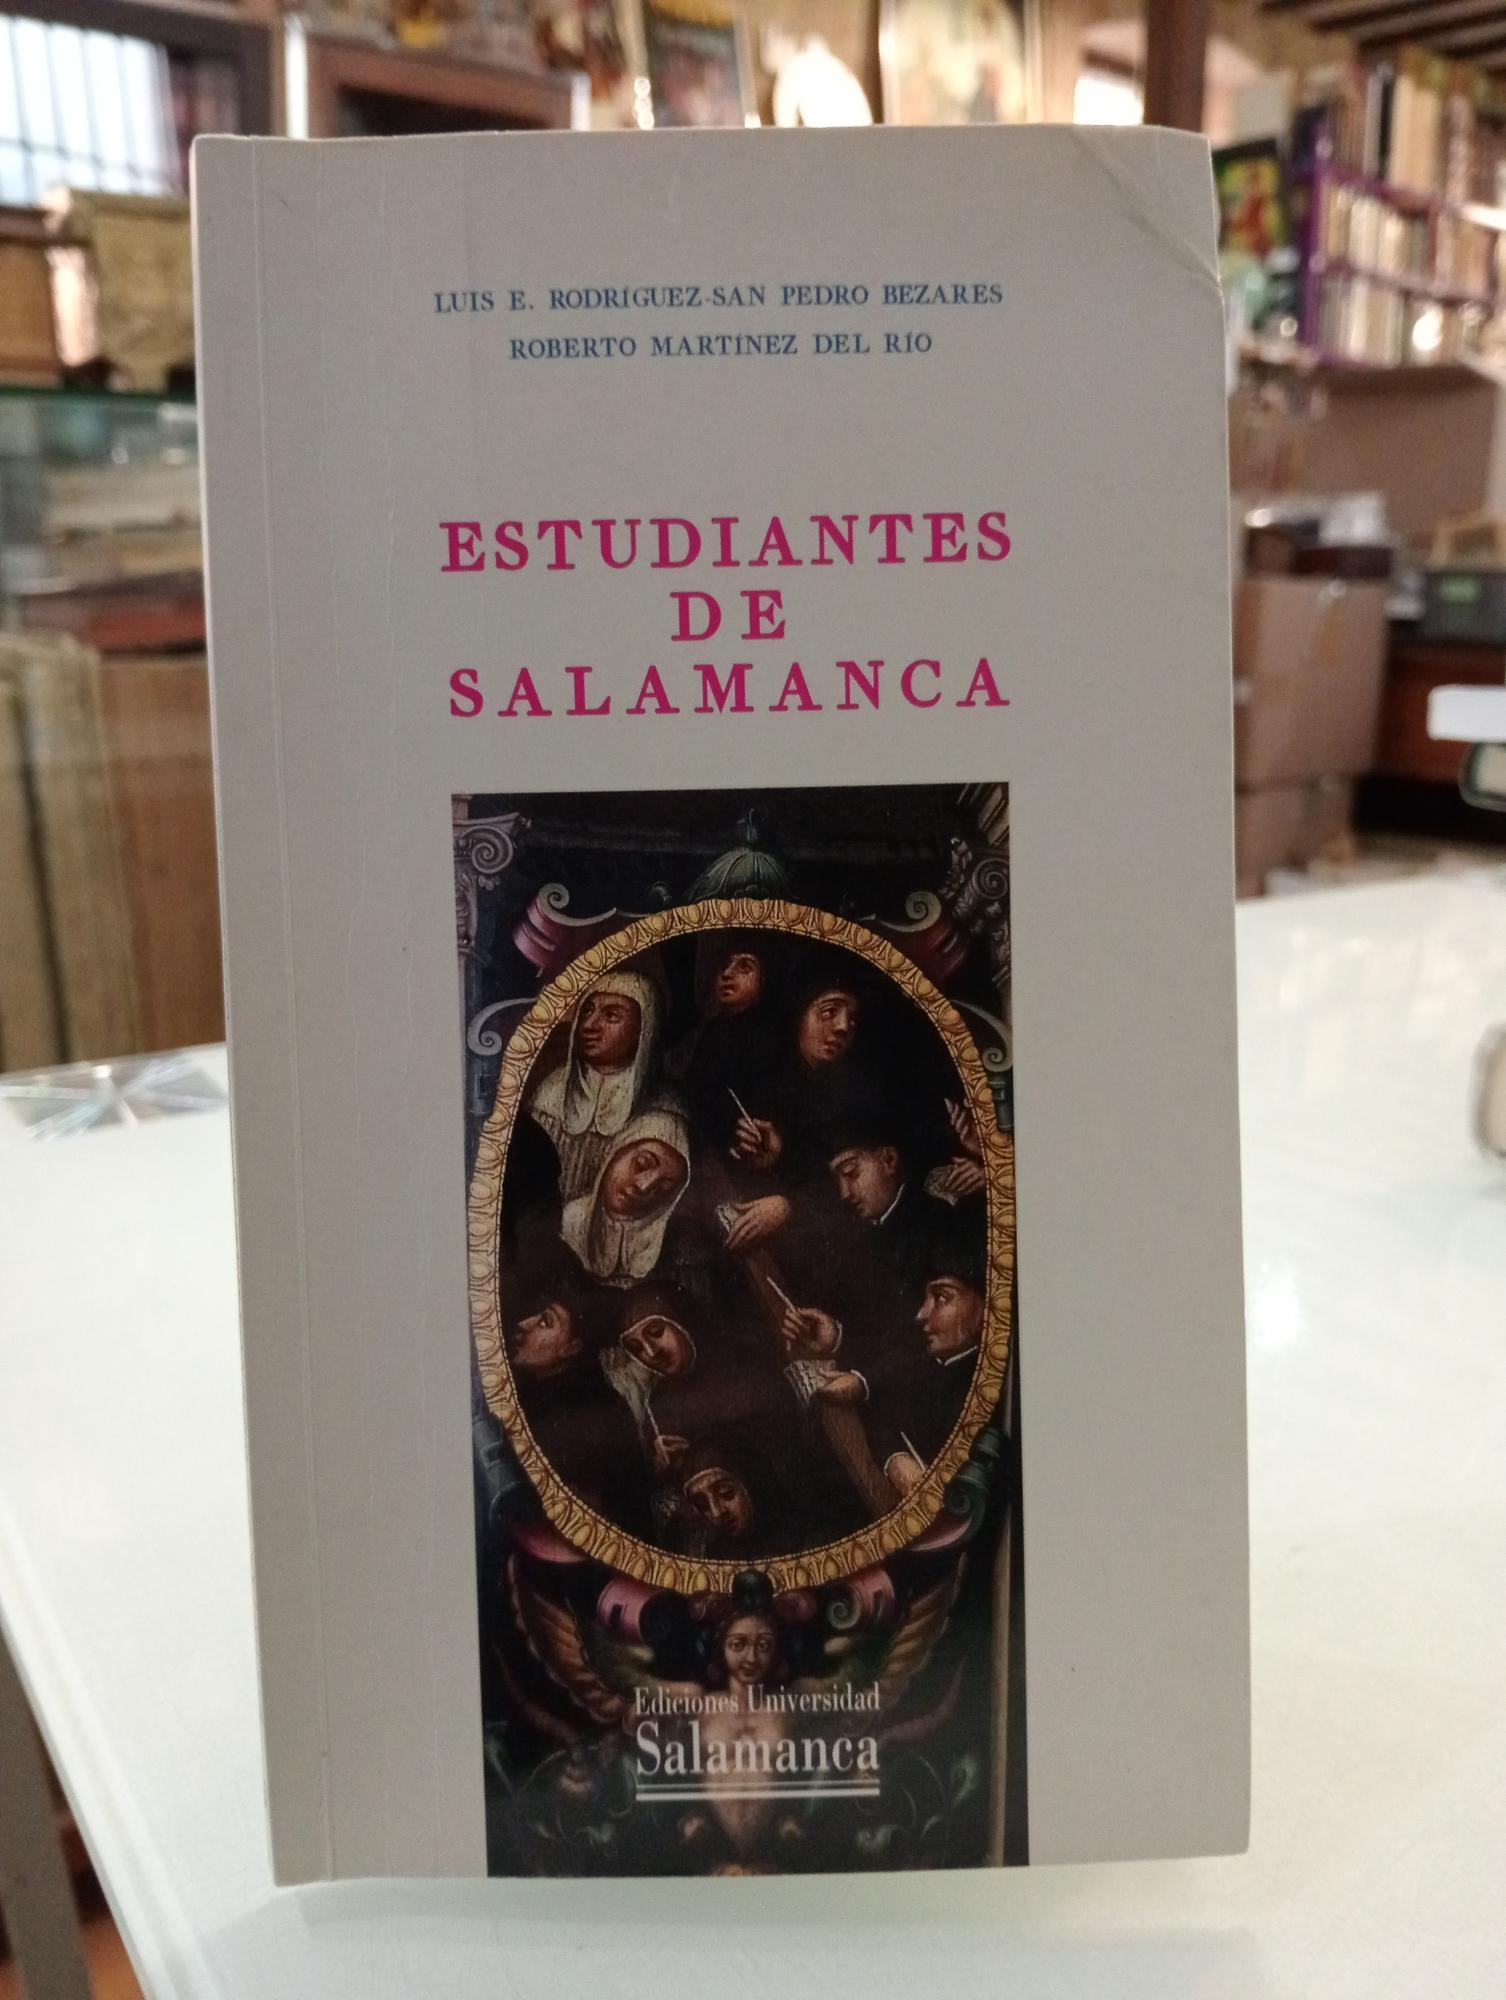 LUIS E. RODRÍGUEZ-SAN PEDRO BEZARES
ROBERTO MARTÍNEZ DEL RÍO
ESTUDIANTES
DE
SALAMANCA
Ediciones Universidad
Salamanca